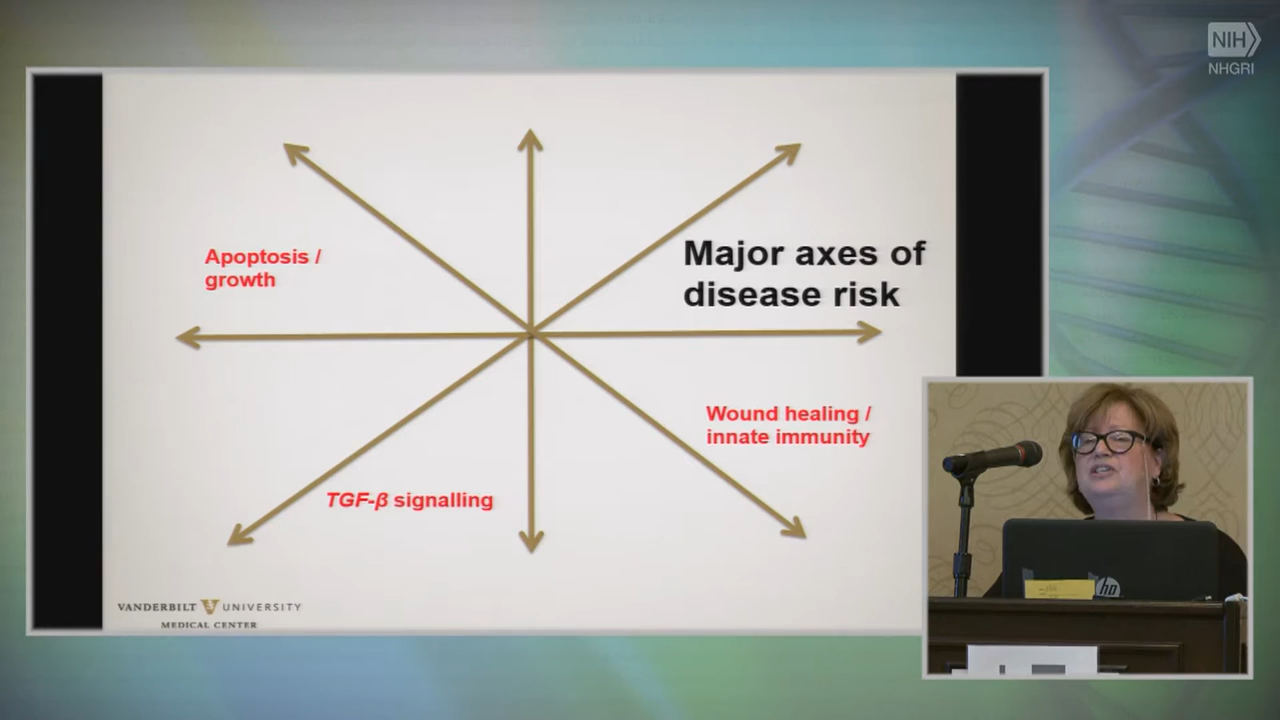 NIH
NHGRI
Major axes of
disease risk
Apoptosis /
growth
Wound healing /
innate immunity
TGF-β signalling
VANDERBILT V UNIVERSITY
MEDICAL CENTER
hp